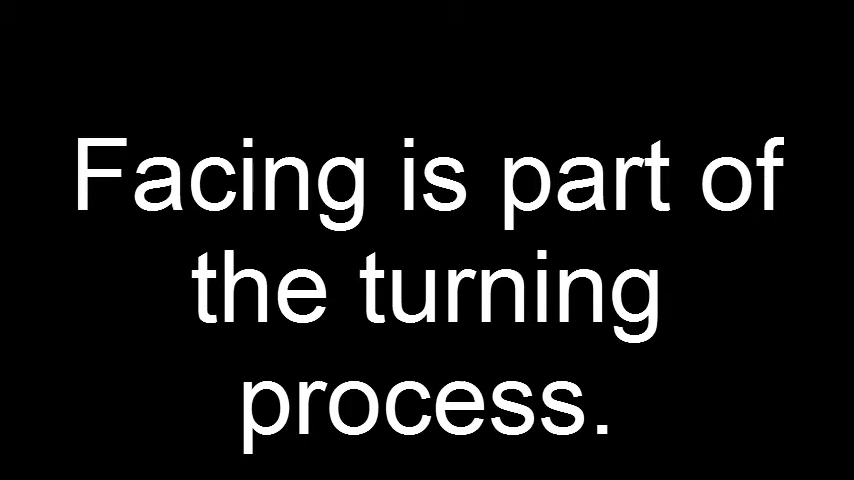 Facing is part of
the turning
process.